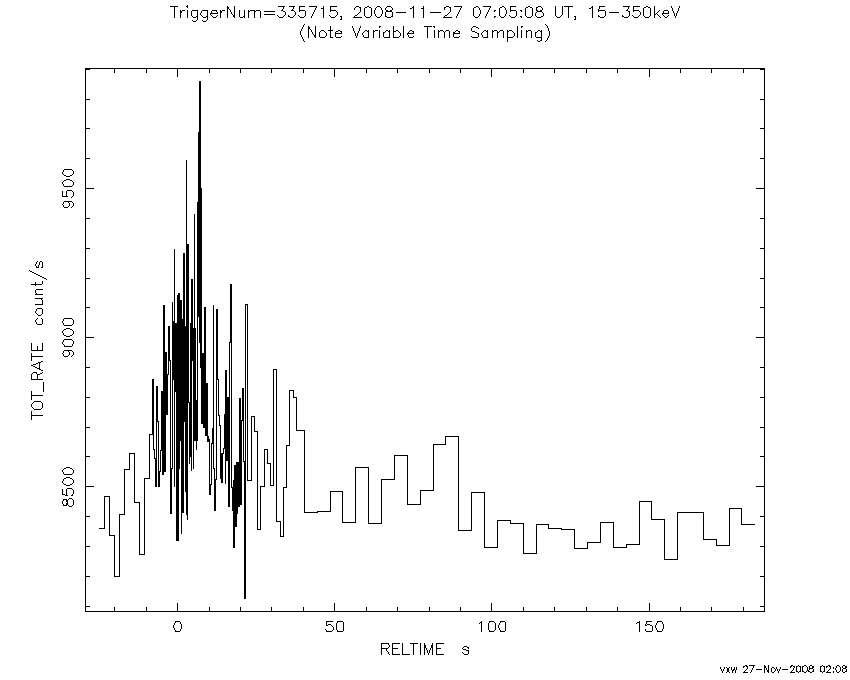 TriggerNum=335715, 2008-11-27 07:05:08 UT, 15-350keV
(Note Variable Time Sampling)
9500
9000
8500
TOT_RATE count/s
0 50 100 150
RELTIME s
vxw 27-Nov-2008 02:08